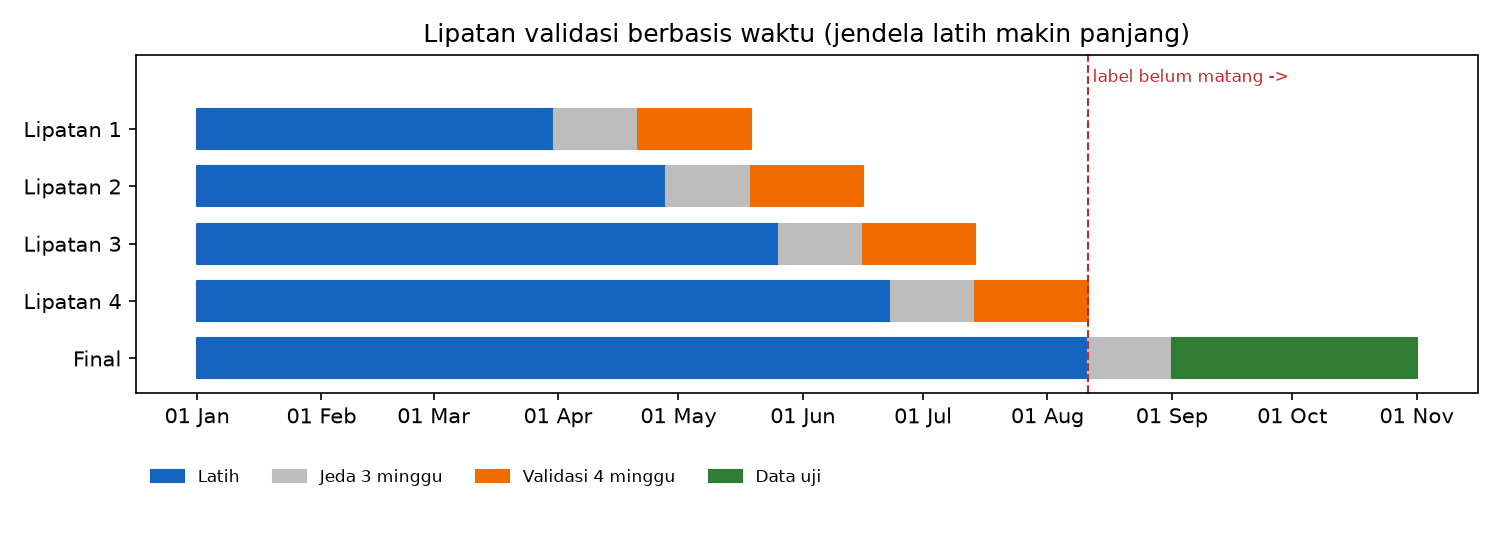 Lipatan validasi berbasis waktu (jendela latih makin panjang)
label belum matang ->
Lipatan 1
Lipatan 2
Lipatan 3
Lipatan 4
Final
01 Jan 01 Feb 01 Mar 01 Apr 01 May 01 Jun 01 Jul 01 Aug 01 Sep 01 Oct 01 Nov
Latih Jeda 3 minggu Validasi 4 minggu Data uji